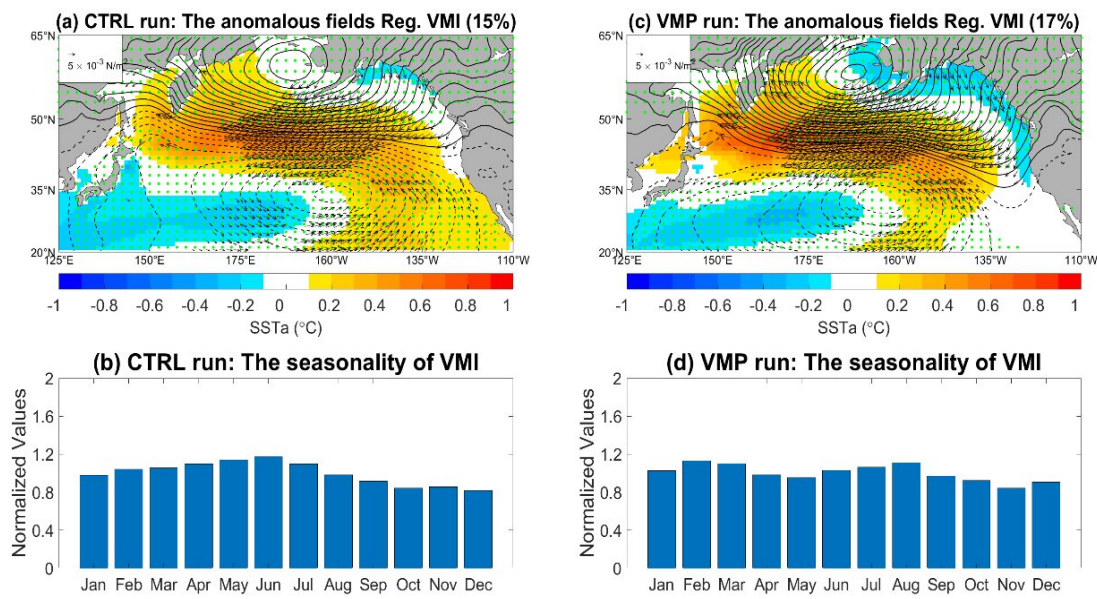 (a) CTRL run: The anomalous fields Reg. VMI (15%)
65°N
5 × 10⁻³ N/m²
50°N
35°N
20°N
125°E 150°E 175°E 160°W 135°W 110°W
-1 -0.8 -0.6 -0.4 -0.2 0 0.2 0.4 0.6 0.8 1
SSTa (°C)
(c) VMP run: The anomalous fields Reg. VMI (17%)
65°N
5 × 10⁻³ N/m²
50°N
35°N
20°N
125°E 150°E 175°E 160°W 135°W 110°W
-1 -0.8 -0.6 -0.4 -0.2 0 0.2 0.4 0.6 0.8 1
SSTa (°C)
(b) CTRL run: The seasonality of VMI
Normalized Values
2
1.6
1.2
0.8
0.4
0
Jan Feb Mar Apr May Jun Jul Aug Sep Oct Nov Dec
(d) VMP run: The seasonality of VMI
Normalized Values
2
1.6
1.2
0.8
0.4
0
Jan Feb Mar Apr May Jun Jul Aug Sep Oct Nov Dec